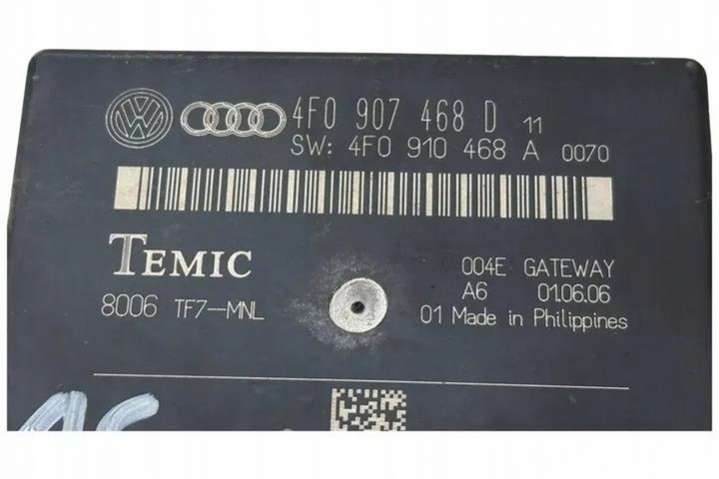 4F0 907 468 D 11
SW: 4F0 910 468 A 0070
TEMIC
004E GATEWAY
A6 01.06.06
8006 TF7--MNL
01 Made in Philippines